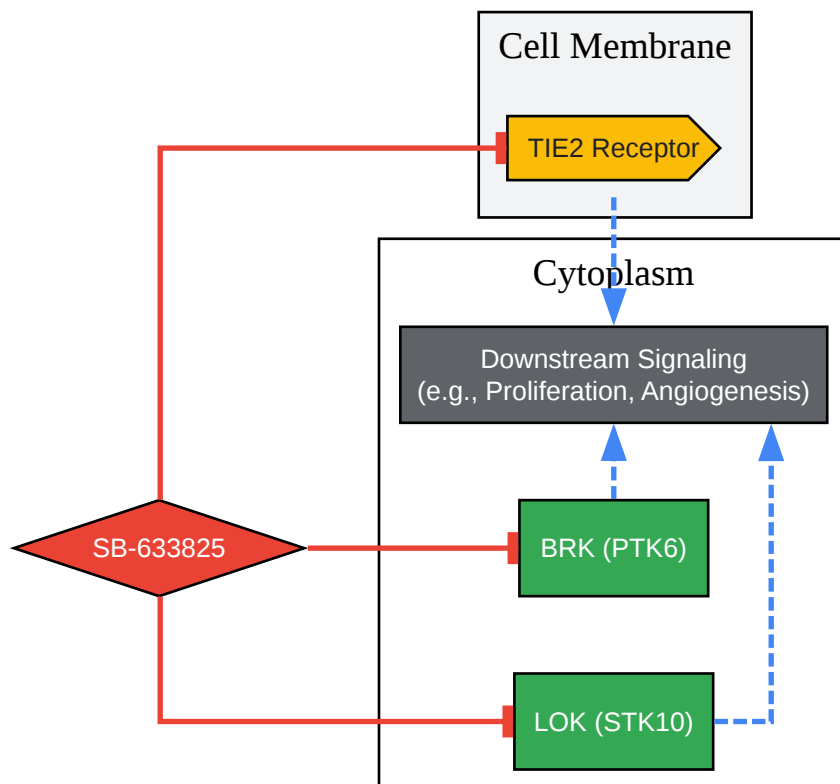 Cell Membrane
TIE2 Receptor
Cytoplasm
Downstream Signaling
(e.g., Proliferation, Angiogenesis)
SB-633825
BRK (PTK6)
LOK (STK10)